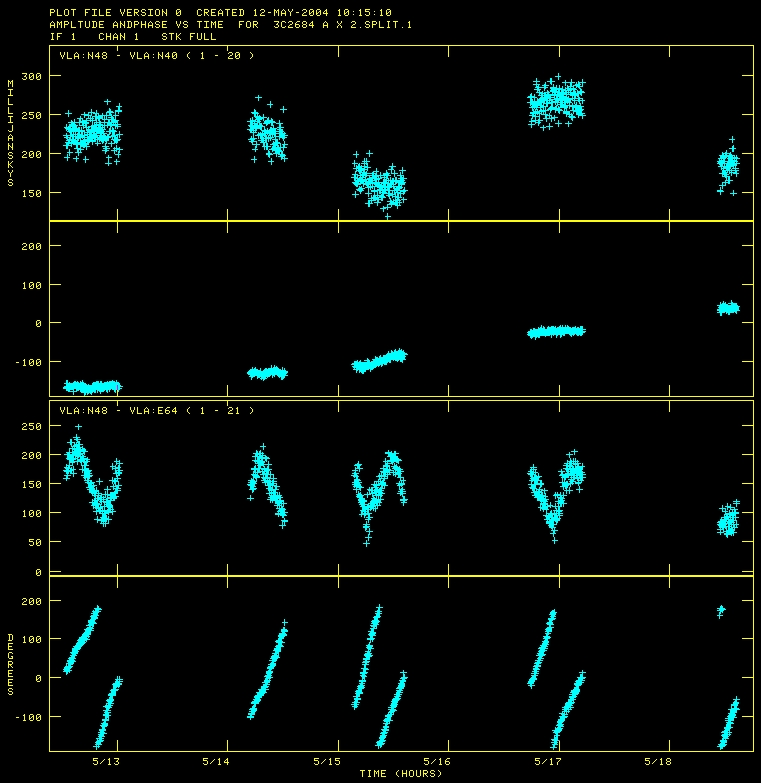 PLOT FILE VERSION 0  CREATED 12-MAY-2004 10:15:10
AMPLTUDE ANDPHASE VS TIME  FOR  3C2684 A X 2.SPLIT.1
IF 1   CHAN 1   STK FULL
VLA:N48 - VLA:N40 ( 1 - 20 )
300
250
200
150
MILLIJANSKYS
200
100
0
-100
VLA:N48 - VLA:E64 ( 1 - 21 )
250
200
150
100
50
0
200
100
0
-100
DEGREES
5/13 5/14 5/15 5/16 5/17 5/18
TIME (HOURS)